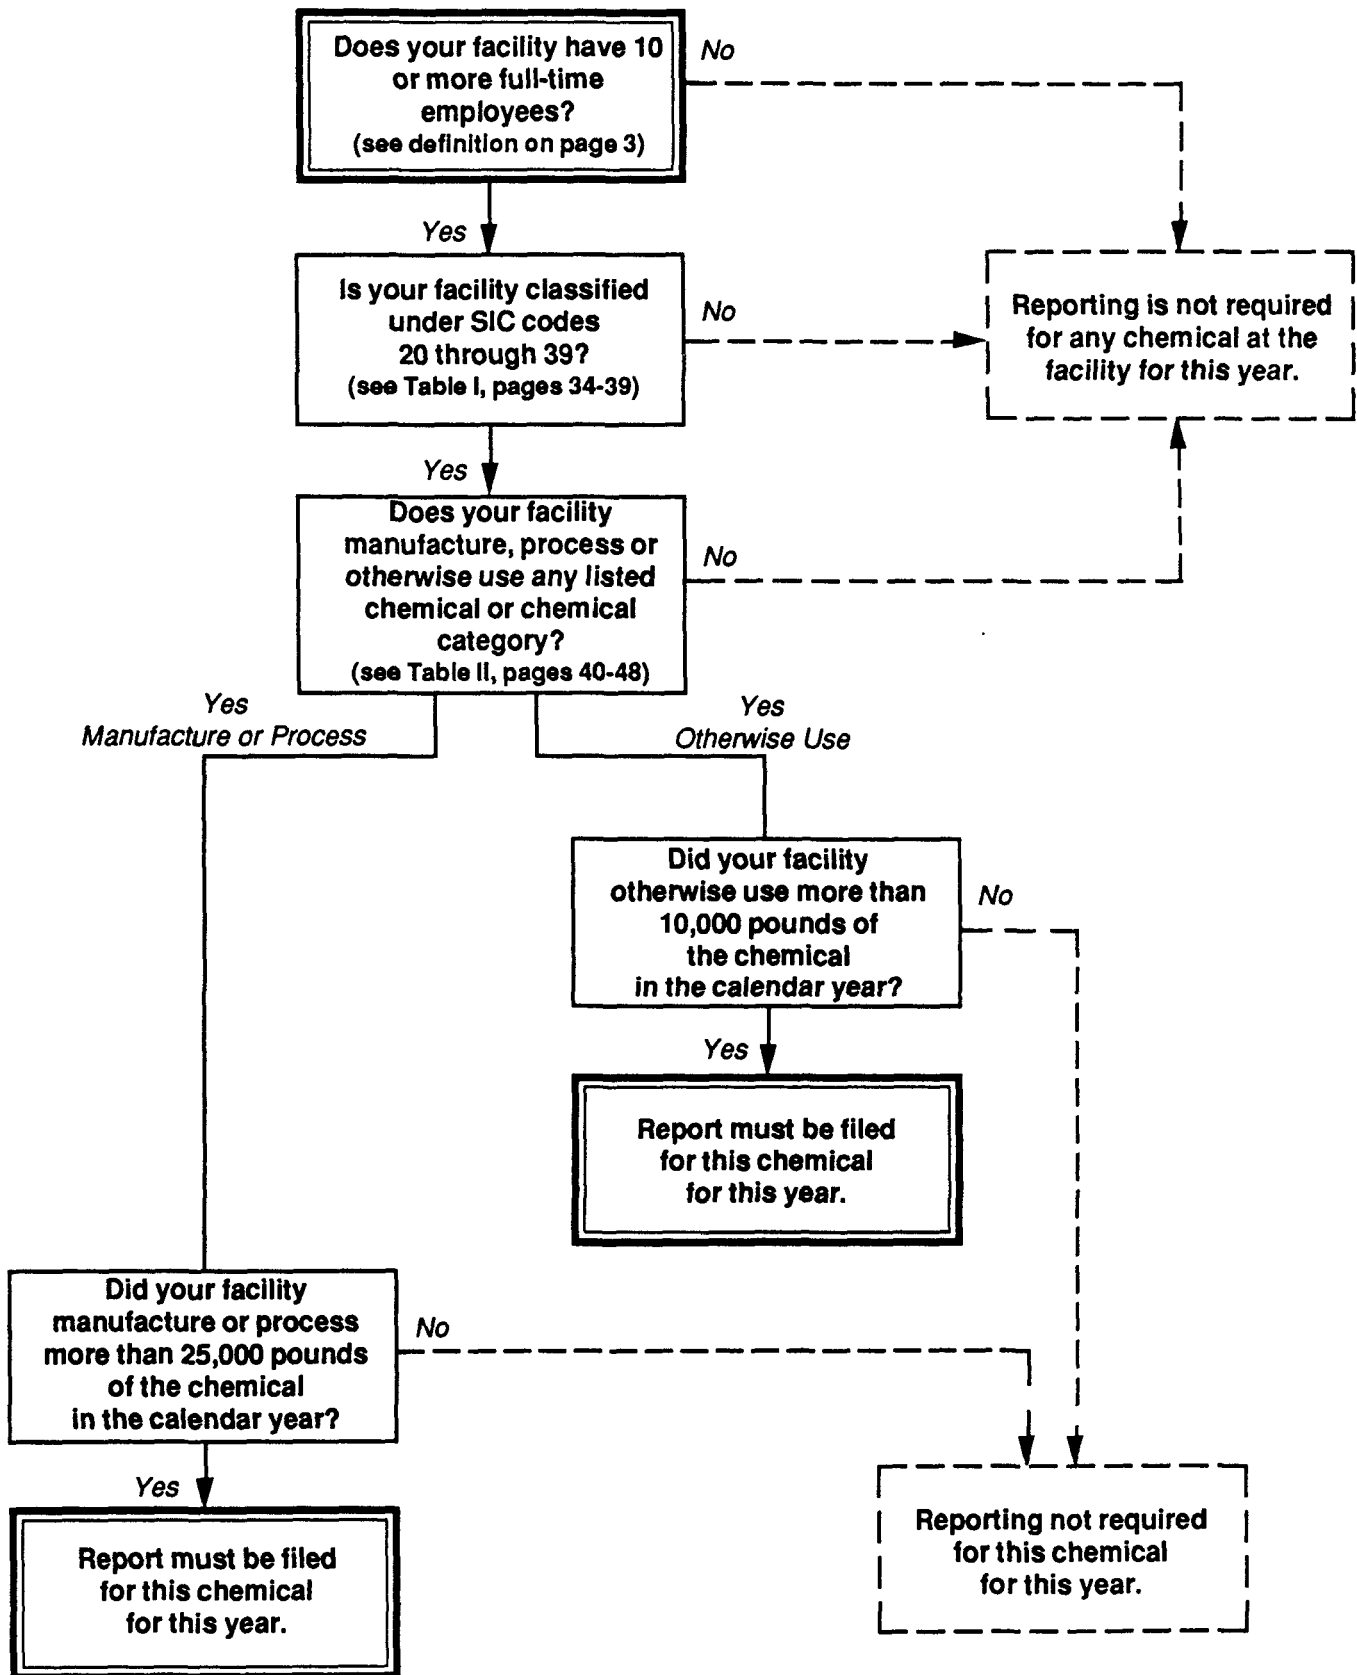 Does your facility have 10
or more full-time
employees?
(see definition on page 3)
No
Yes
Is your facility classified
under SIC codes
20 through 39?
(see Table I, pages 34-39)
No
Reporting is not required
for any chemical at the
facility for this year.
Yes
Does your facility
manufacture, process or
otherwise use any listed
chemical or chemical
category?
(see Table II, pages 40-48)
No
Yes
Manufacture or Process
Yes
Otherwise Use
Did your facility
otherwise use more than
10,000 pounds of
the chemical
in the calendar year?
No
Yes
Report must be filed
for this chemical
for this year.
Did your facility
manufacture or process
more than 25,000 pounds
of the chemical
in the calendar year?
No
Yes
Report must be filed
for this chemical
for this year.
Reporting not required
for this chemical
for this year.